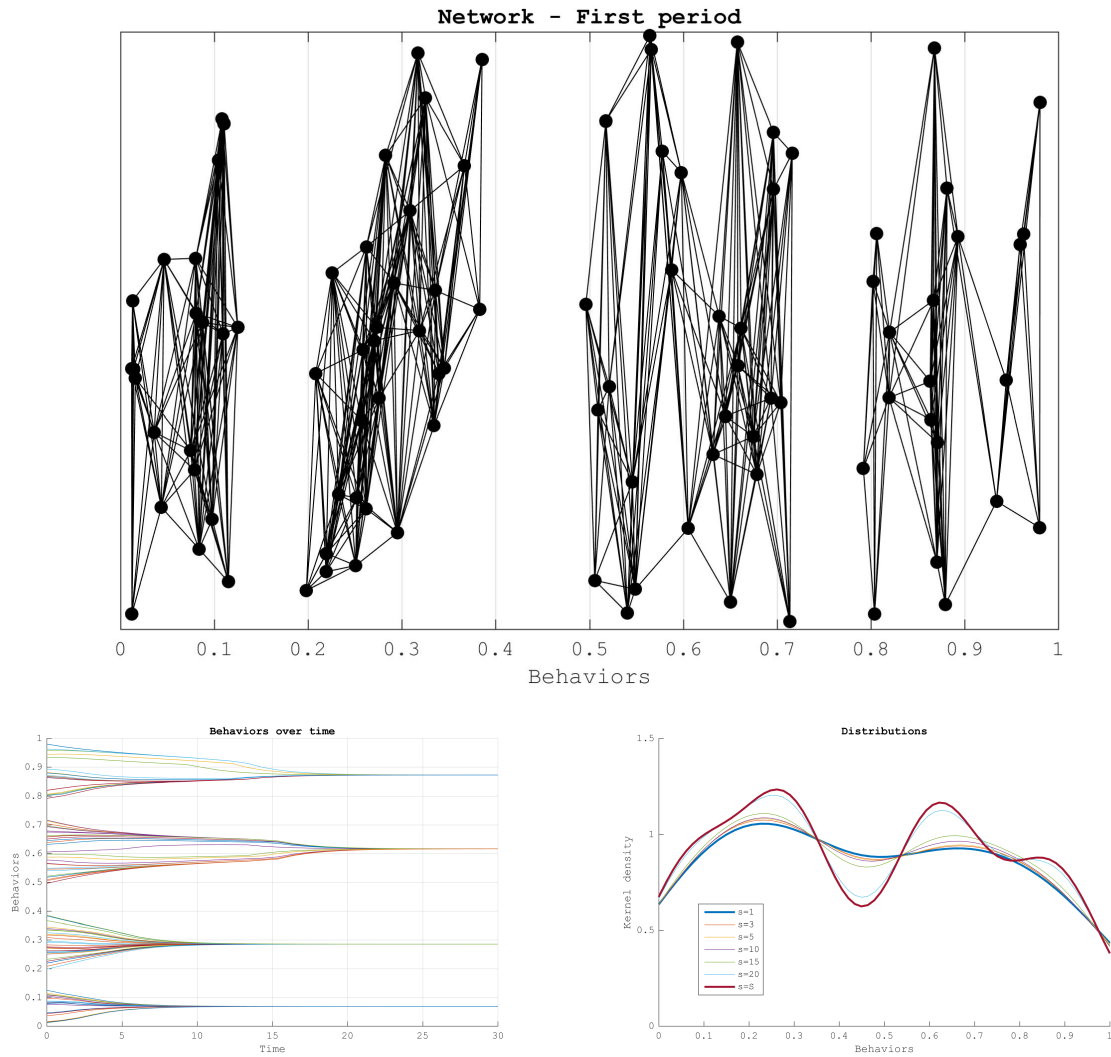 Network - First period
0 0.1 0.2 0.3 0.4 0.5 0.6 0.7 0.8 0.9 1
Behaviors
Behaviors over time
1
0.9
0.8
0.7
0.6
0.5
0.4
0.3
0.2
0.1
0
Behaviors
0 5 10 15 20 25 30
Time
Distributions
1.5
1
0.5
0
Kernel density
s=1
s=3
s=5
s=10
s=15
s=20
s=S
0 0.1 0.2 0.3 0.4 0.5 0.6 0.7 0.8 0.9 1
Behaviors